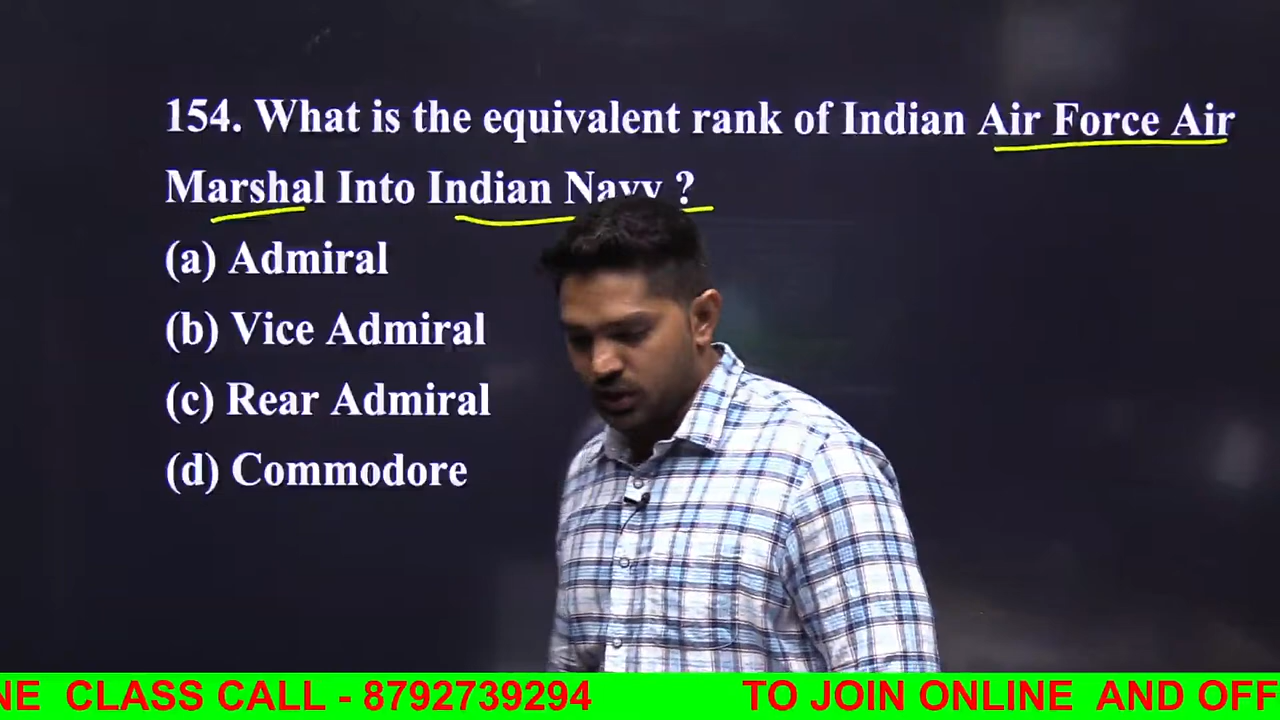 154. What is the equivalent rank of Indian Air Force Air
Marshal Into Indian Navy ?
(a) Admiral
(b) Vice Admiral
(c) Rear Admiral
(d) Commodore
NE CLASS CALL - 8792739294 TO JOIN ONLINE AND OFF